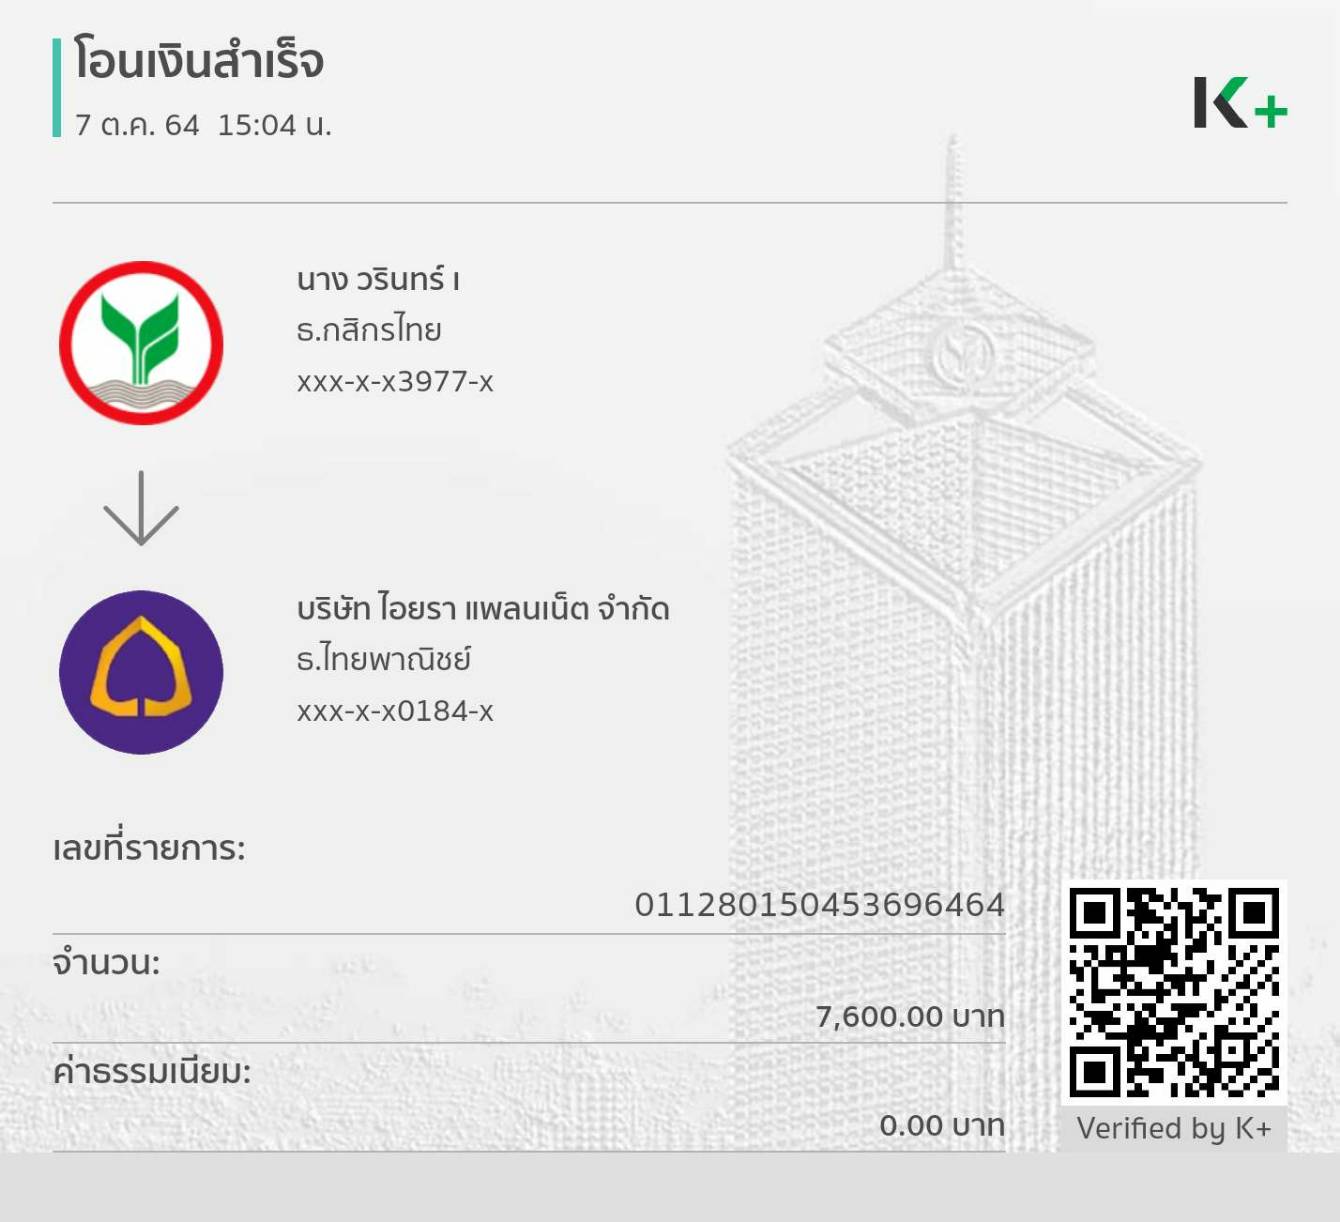 โอนเงินสำเร็จ
7 ต.ค. 64  15:04 น.
K+
นาง วรินทร์ เ
ธ.กสิกรไทย
xxx-x-x3977-x
บริษัท ไอยรา แพลนเน็ต จำกัด
ธ.ไทยพาณิชย์
xxx-x-x0184-x
เลขที่รายการ:
011280150453696464
จำนวน:
7,600.00 บาท
ค่าธรรมเนียม:
0.00 บาท
Verified by K+